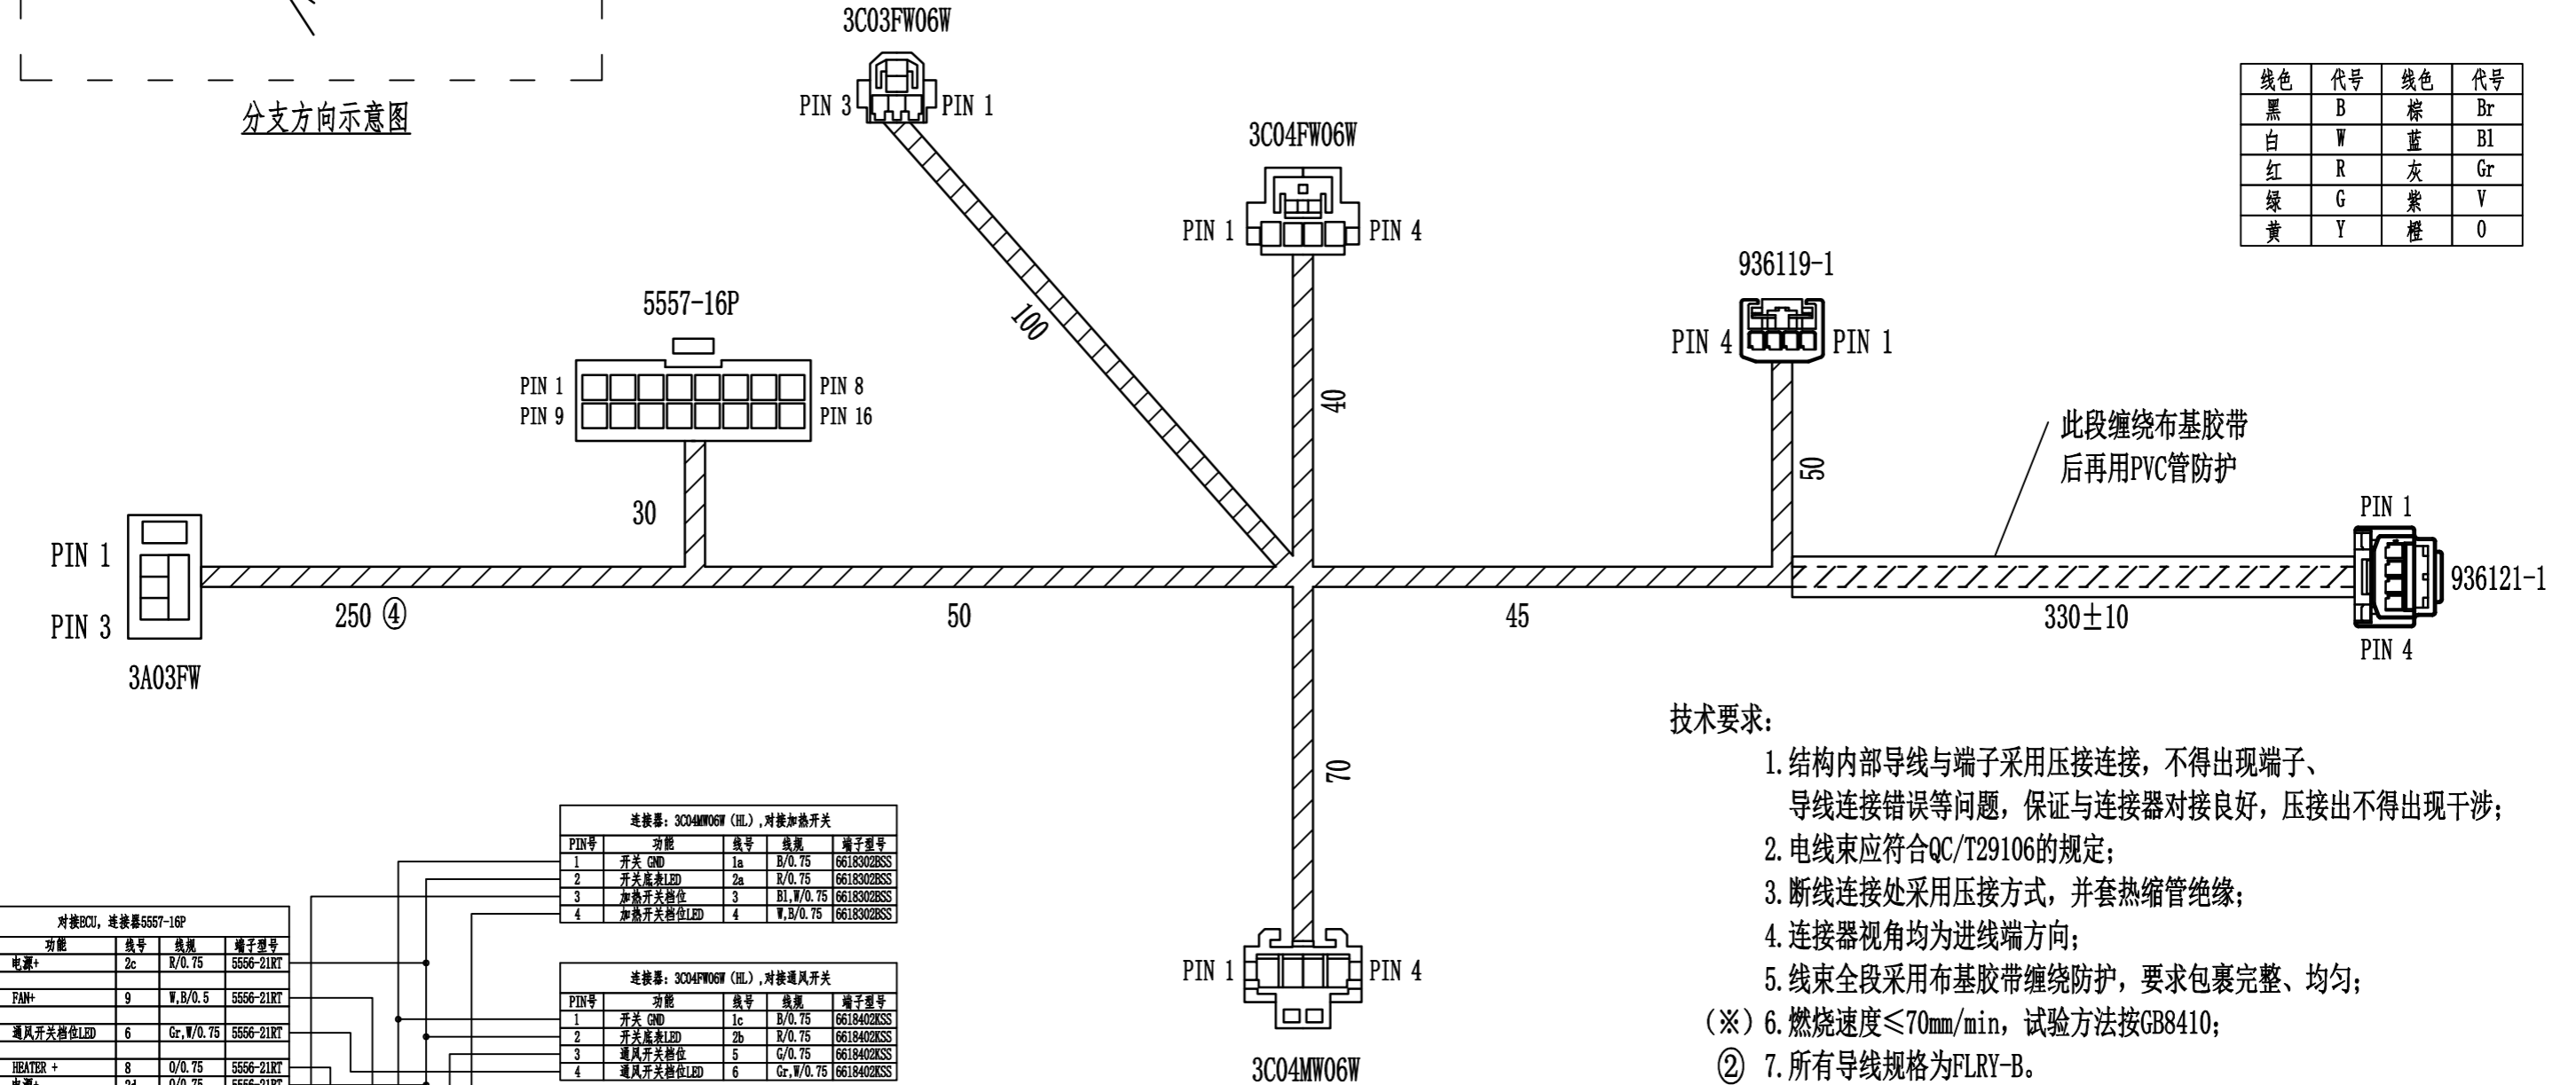 分支方向示意图
3C03FW06W
PIN 3
PIN 1
3C04FW06W
PIN 1
PIN 4
线色 代号 线色 代号
黑 B 棕 Br
白 W 蓝 Bl
红 R 灰 Gr
绿 G 紫 V
黄 Y 橙 O
5557-16P
PIN 1
PIN 8
PIN 9
PIN 16
936119-1
PIN 4
PIN 1
100
40
50
30
此段缠绕布基胶带
后再用PVC管防护
PIN 1
936121-1
PIN 4
PIN 1
PIN 3
3A03FW
250 ④
50
45
330±10
70
PIN 1
PIN 4
3C04MW06W
连接器: 3C04MW06W (HL),对接加热开关
PIN号 功能 线号 线规 端子型号
1 开关 GND 1a B/0.75 6618302BSS
2 开关底表LED 2a R/0.75 6618302BSS
3 加热开关档位 3 Bl,W/0.75 6618302BSS
4 加热开关档位LED 4 W,B/0.75 6618302BSS
对接ECU, 连接器5557-16P
功能 线号 线规 端子型号
电源+ 2c R/0.75 5556-21RT
FAN+ 9 W,B/0.5 5556-21RT
通风开关档位LED 6 Gr,W/0.75 5556-21RT
HEATER + 8 O/0.75 5556-21RT
电源+ 2d O/0.75 5556-21RT
连接器: 3C04FW06W (HL),对接通风开关
PIN号 功能 线号 线规 端子型号
1 开关 GND 1c B/0.75 6618402KSS
2 开关底表LED 2b R/0.75 6618402KSS
3 通风开关档位 5 G/0.75 6618402KSS
4 通风开关档位LED 6 Gr,W/0.75 6618402KSS
技术要求:
1.结构内部导线与端子采用压接连接, 不得出现端子、
导线连接错误等问题, 保证与连接器对接良好, 压接出不得出现干涉;
2.电线束应符合QC/T29106的规定;
3.断线连接处采用压接方式, 并套热缩管绝缘;
4.连接器视角均为进线端方向;
5.线束全段采用布基胶带缠绕防护, 要求包裹完整、均匀;
(※) 6.燃烧速度≤70mm/min, 试验方法按GB8410;
② 7.所有导线规格为FLRY-B。